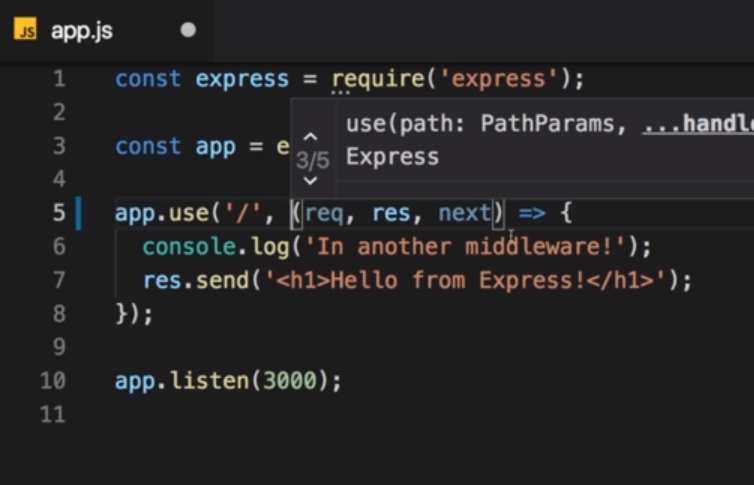 JS app.js
1 const express = require('express');
2
use(path: PathParams, ...handle
3 const app = e
3/5
Express
4
5 app.use('/', (req, res, next) => {
6 console.log('In another middleware!');
7 res.send('<h1>Hello from Express!</h1>');
8 });
9
10 app.listen(3000);
11